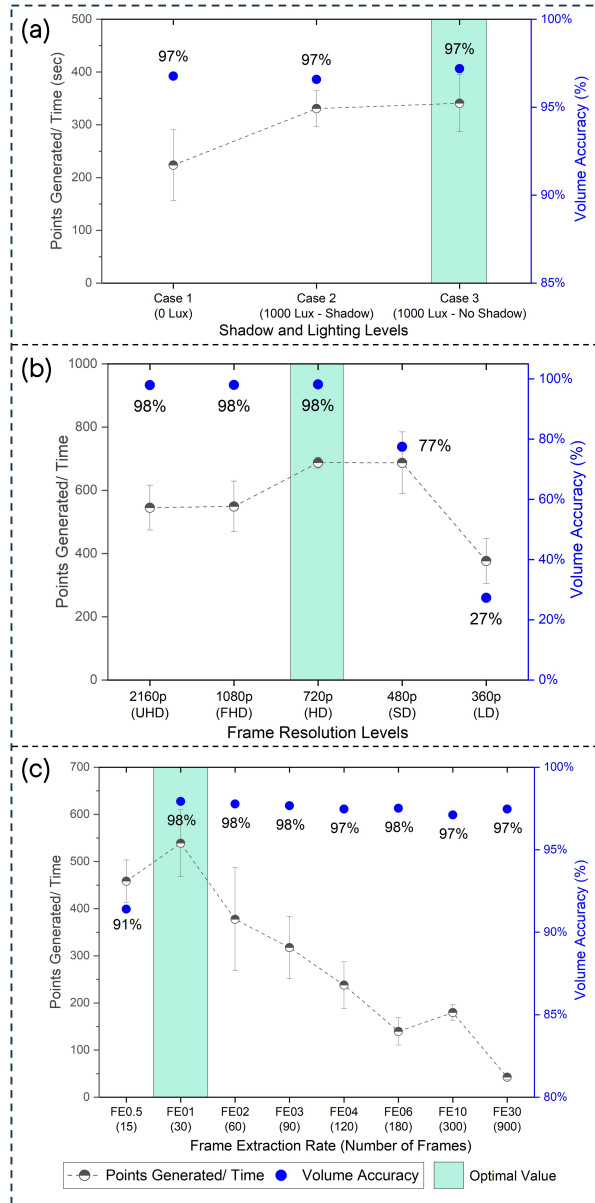 (a)
500
400
300
200
100
0
Points Generated/ Time (sec)
97%
97%
97%
100%
95%
90%
85%
Volume Accuracy (%)
Case 1
(0 Lux)
Case 2
(1000 Lux - Shadow)
Case 3
(1000 Lux - No Shadow)
Shadow and Lighting Levels
(b)
1000
800
600
400
200
0
Points Generated/ Time
98%
98%
98%
77%
27%
100%
80%
60%
40%
20%
0%
Volume Accuracy (%)
2160p
(UHD)
1080p
(FHD)
720p
(HD)
480p
(SD)
360p
(LD)
Frame Resolution Levels
(c)
700
600
500
400
300
200
100
0
Points Generated/ Time
91%
98%
98%
98%
97%
98%
97%
97%
100%
95%
90%
85%
80%
Volume Accuracy (%)
FE0.5
(15)
FE01
(30)
FE02
(60)
FE03
(90)
FE04
(120)
FE06
(180)
FE10
(300)
FE30
(900)
Frame Extraction Rate (Number of Frames)
Points Generated/ Time
Volume Accuracy
Optimal Value